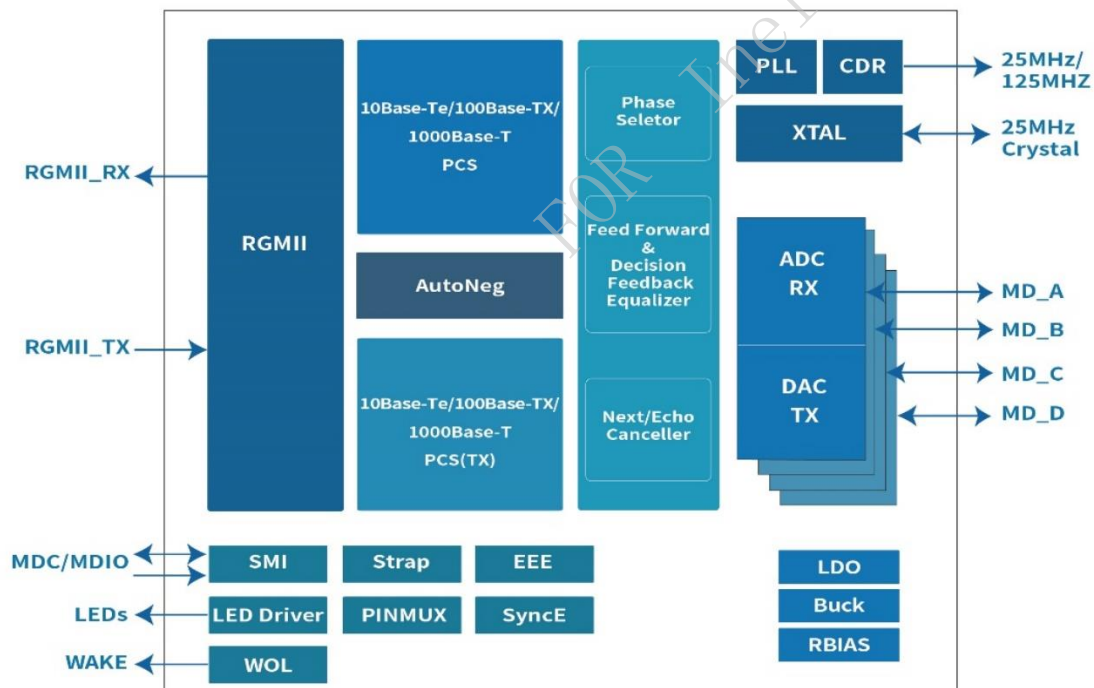 PLL
CDR
25MHz/
125MHZ
XTAL
25MHz
Crystal
10Base-Te/100Base-TX/
1000Base-T
PCS
Phase
Seletor
RGMII_RX
RGMII
Feed Forward
&
Decision
Feedback
Equalizer
AutoNeg
ADC
RX
MD_A
MD_B
MD_C
MD_D
RGMII_TX
10Base-Te/100Base-TX/
1000Base-T
PCS(TX)
Next/Echo
Canceller
DAC
TX
MDC/MDIO
SMI
Strap
EEE
LDO
LEDs
LED Driver
PINMUX
SyncE
Buck
WAKE
WOL
RBIAS
FOR